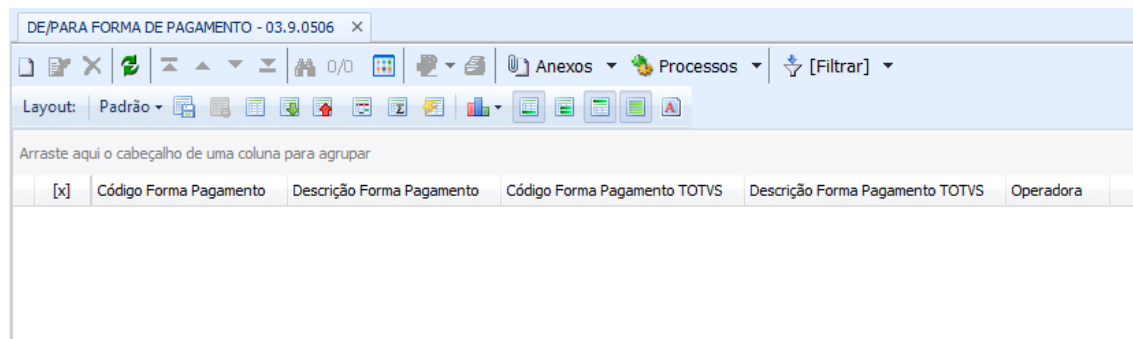 DE/PARA FORMA DE PAGAMENTO - 03.9.0506
0/0 Anexos Processos [Filtrar]
Layout: Padrão
Arraste aqui o cabeçalho de uma coluna para agrupar
[x] Código Forma Pagamento Descrição Forma Pagamento Código Forma Pagamento TOTVS Descrição Forma Pagamento TOTVS Operadora